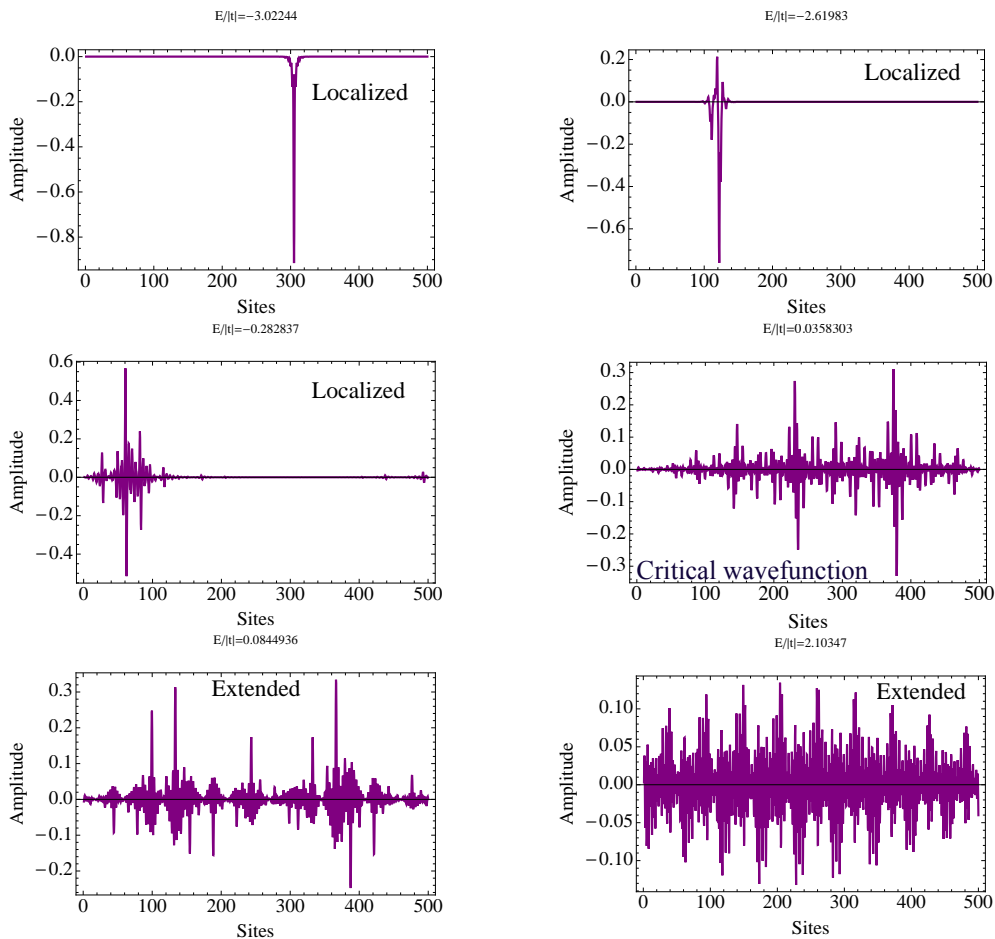 E/|t|=−3.02244
Amplitude
0.0
−0.2
−0.4
−0.6
−0.8
Localized
0 100 200 300 400 500
Sites
E/|t|=−2.61983
Amplitude
0.2
0.0
−0.2
−0.4
−0.6
Localized
0 100 200 300 400 500
Sites
E/|t|=−0.282837
Amplitude
0.6
0.4
0.2
0.0
−0.2
−0.4
Localized
0 100 200 300 400 500
Sites
E/|t|=0.0358303
Amplitude
0.3
0.2
0.1
0.0
−0.1
−0.2
−0.3
Critical wavefunction
0 100 200 300 400 500
Sites
E/|t|=0.0844936
Amplitude
0.3
0.2
0.1
0.0
−0.1
−0.2
Extended
0 100 200 300 400 500
Sites
E/|t|=2.10347
Amplitude
0.10
0.05
0.00
−0.05
−0.10
Extended
0 100 200 300 400 500
Sites